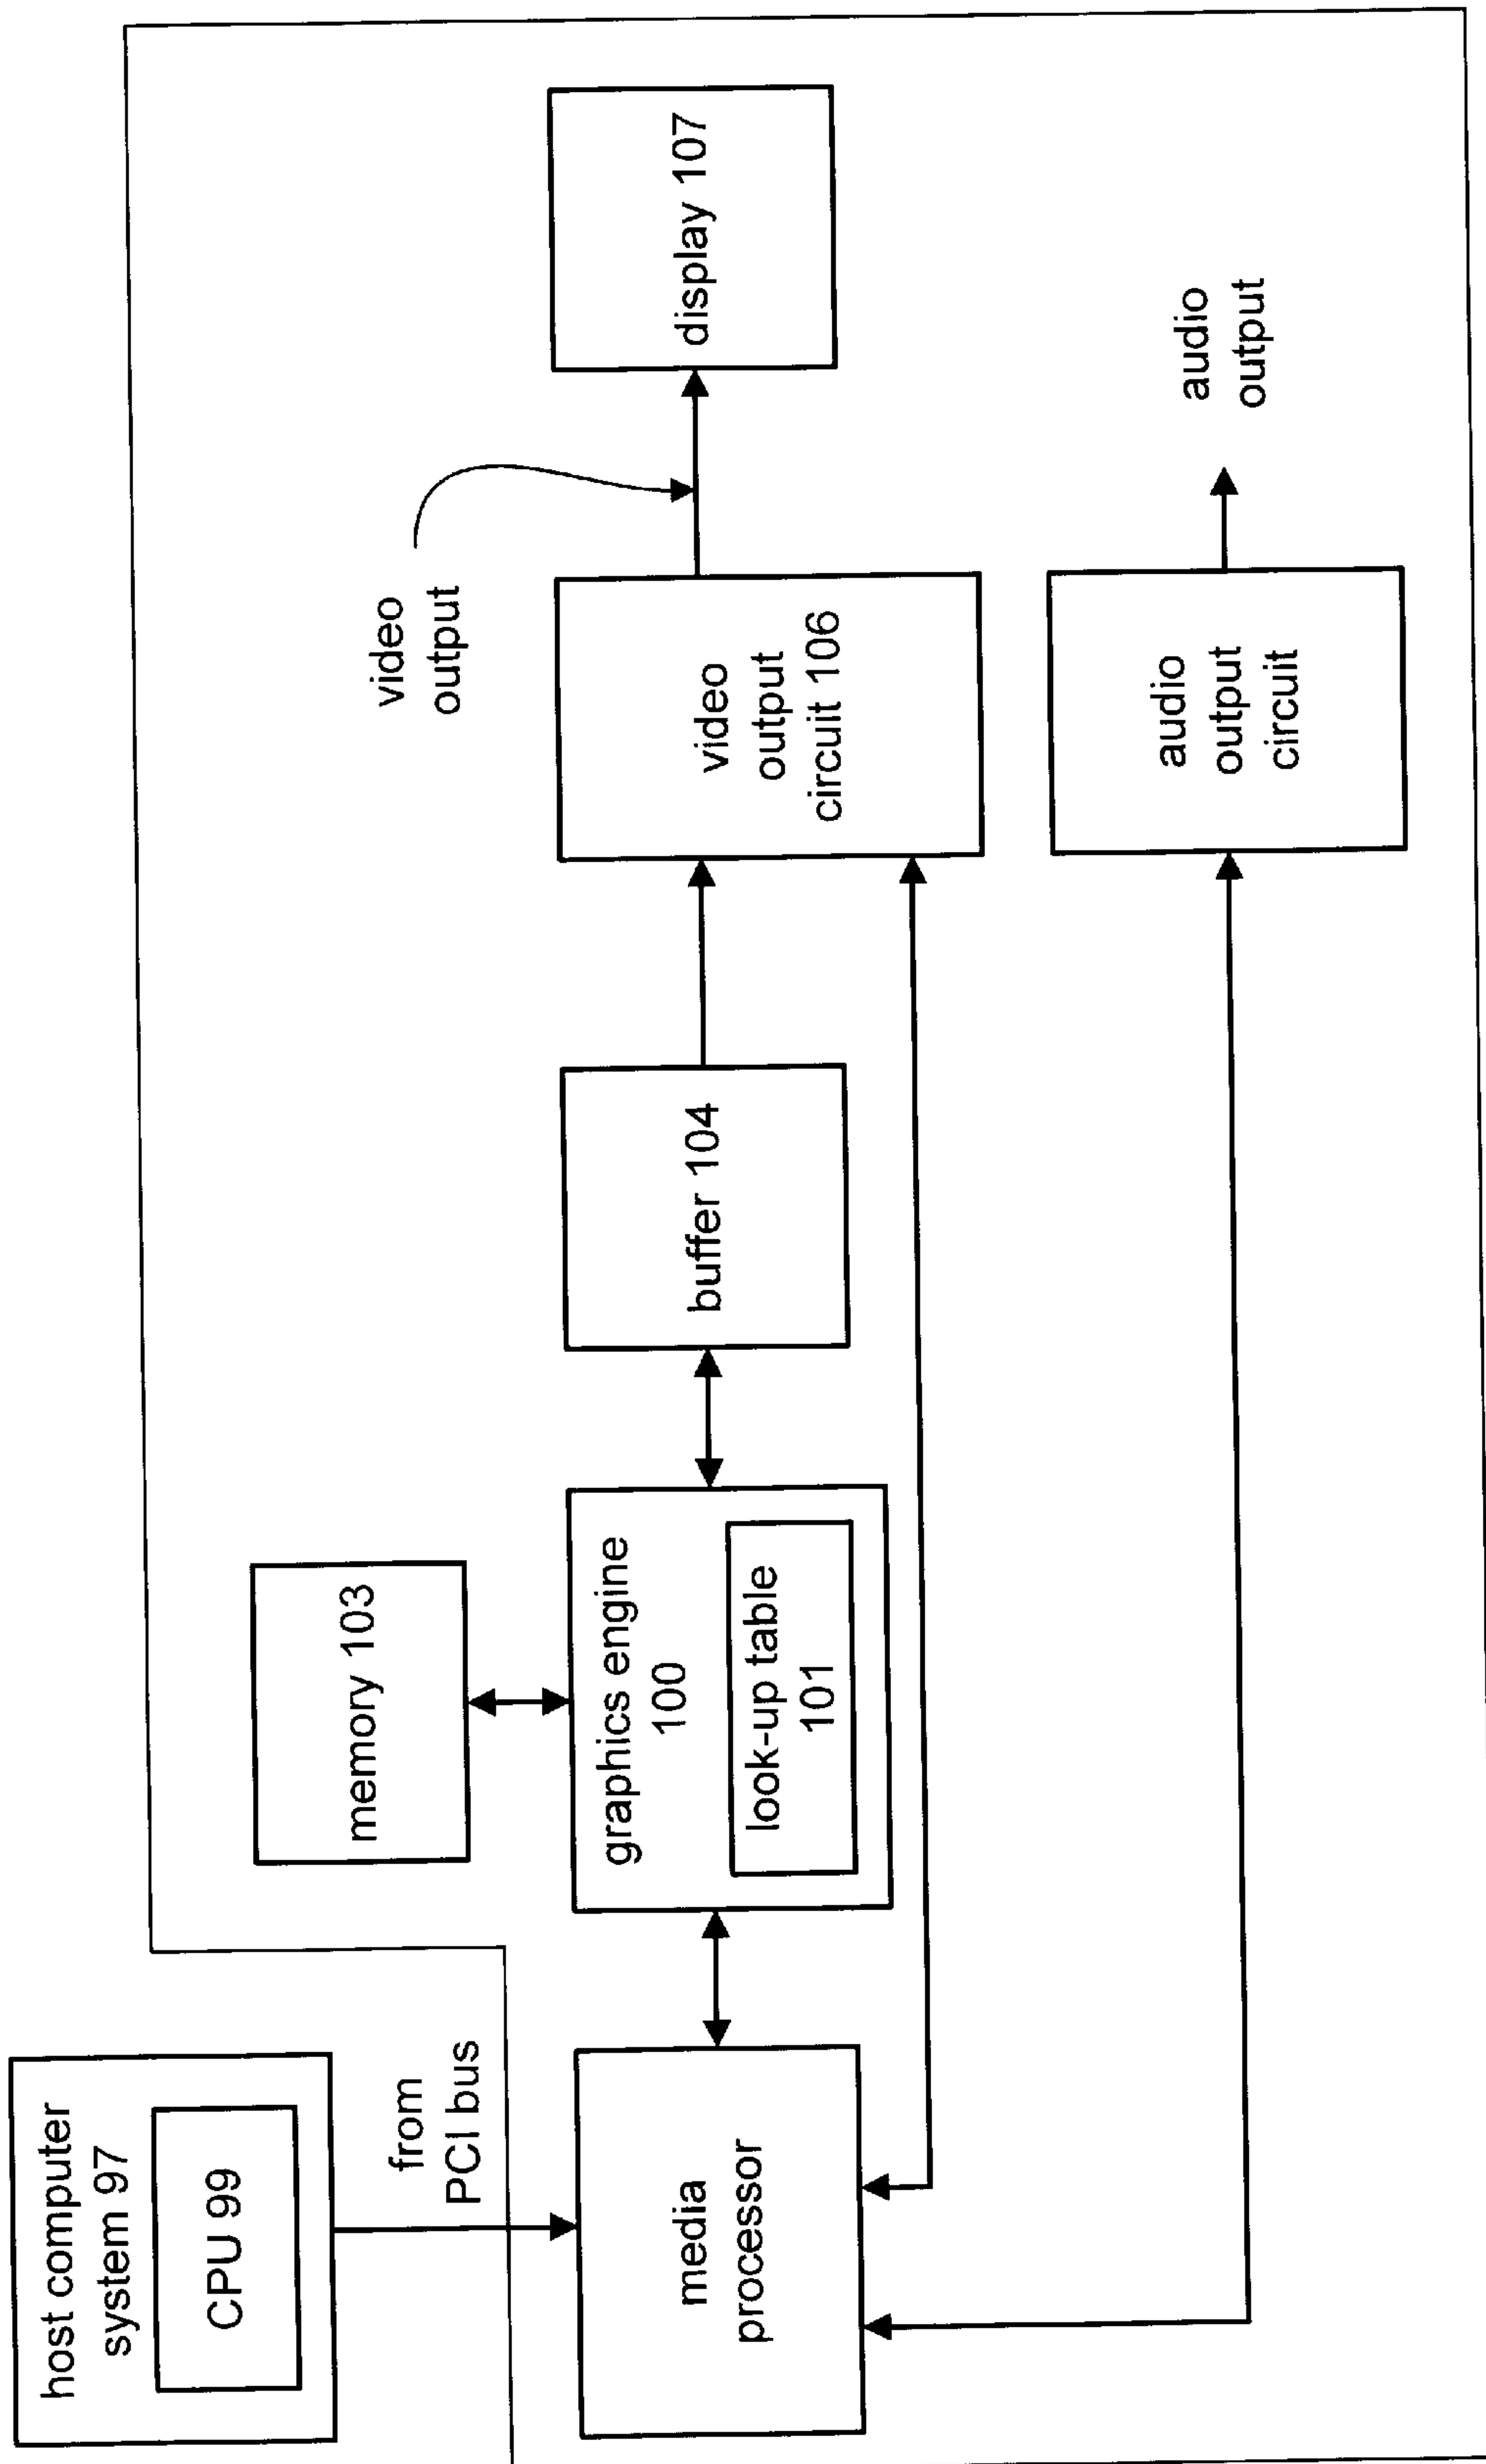 host computer
system 97
CPU 99
from
PCI bus
memory 103
media
processor
graphics engine
100
look-up table
101
buffer 104
video
output
circuit 106
video
output
display 107
audio
output
circuit
audio
output